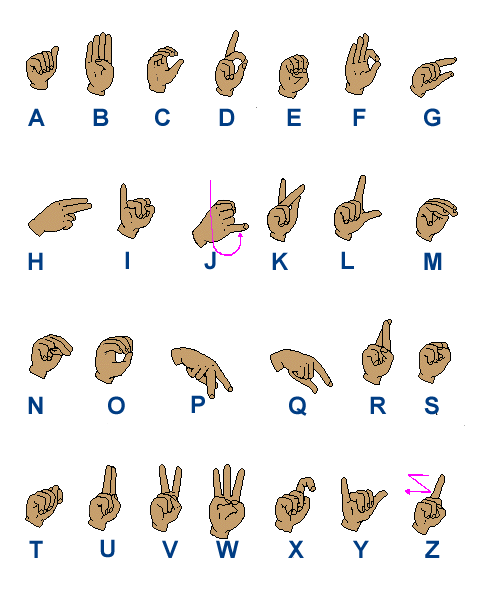 A B C D E F G
H I J K L M
N O P Q R S
T U V W X Y Z